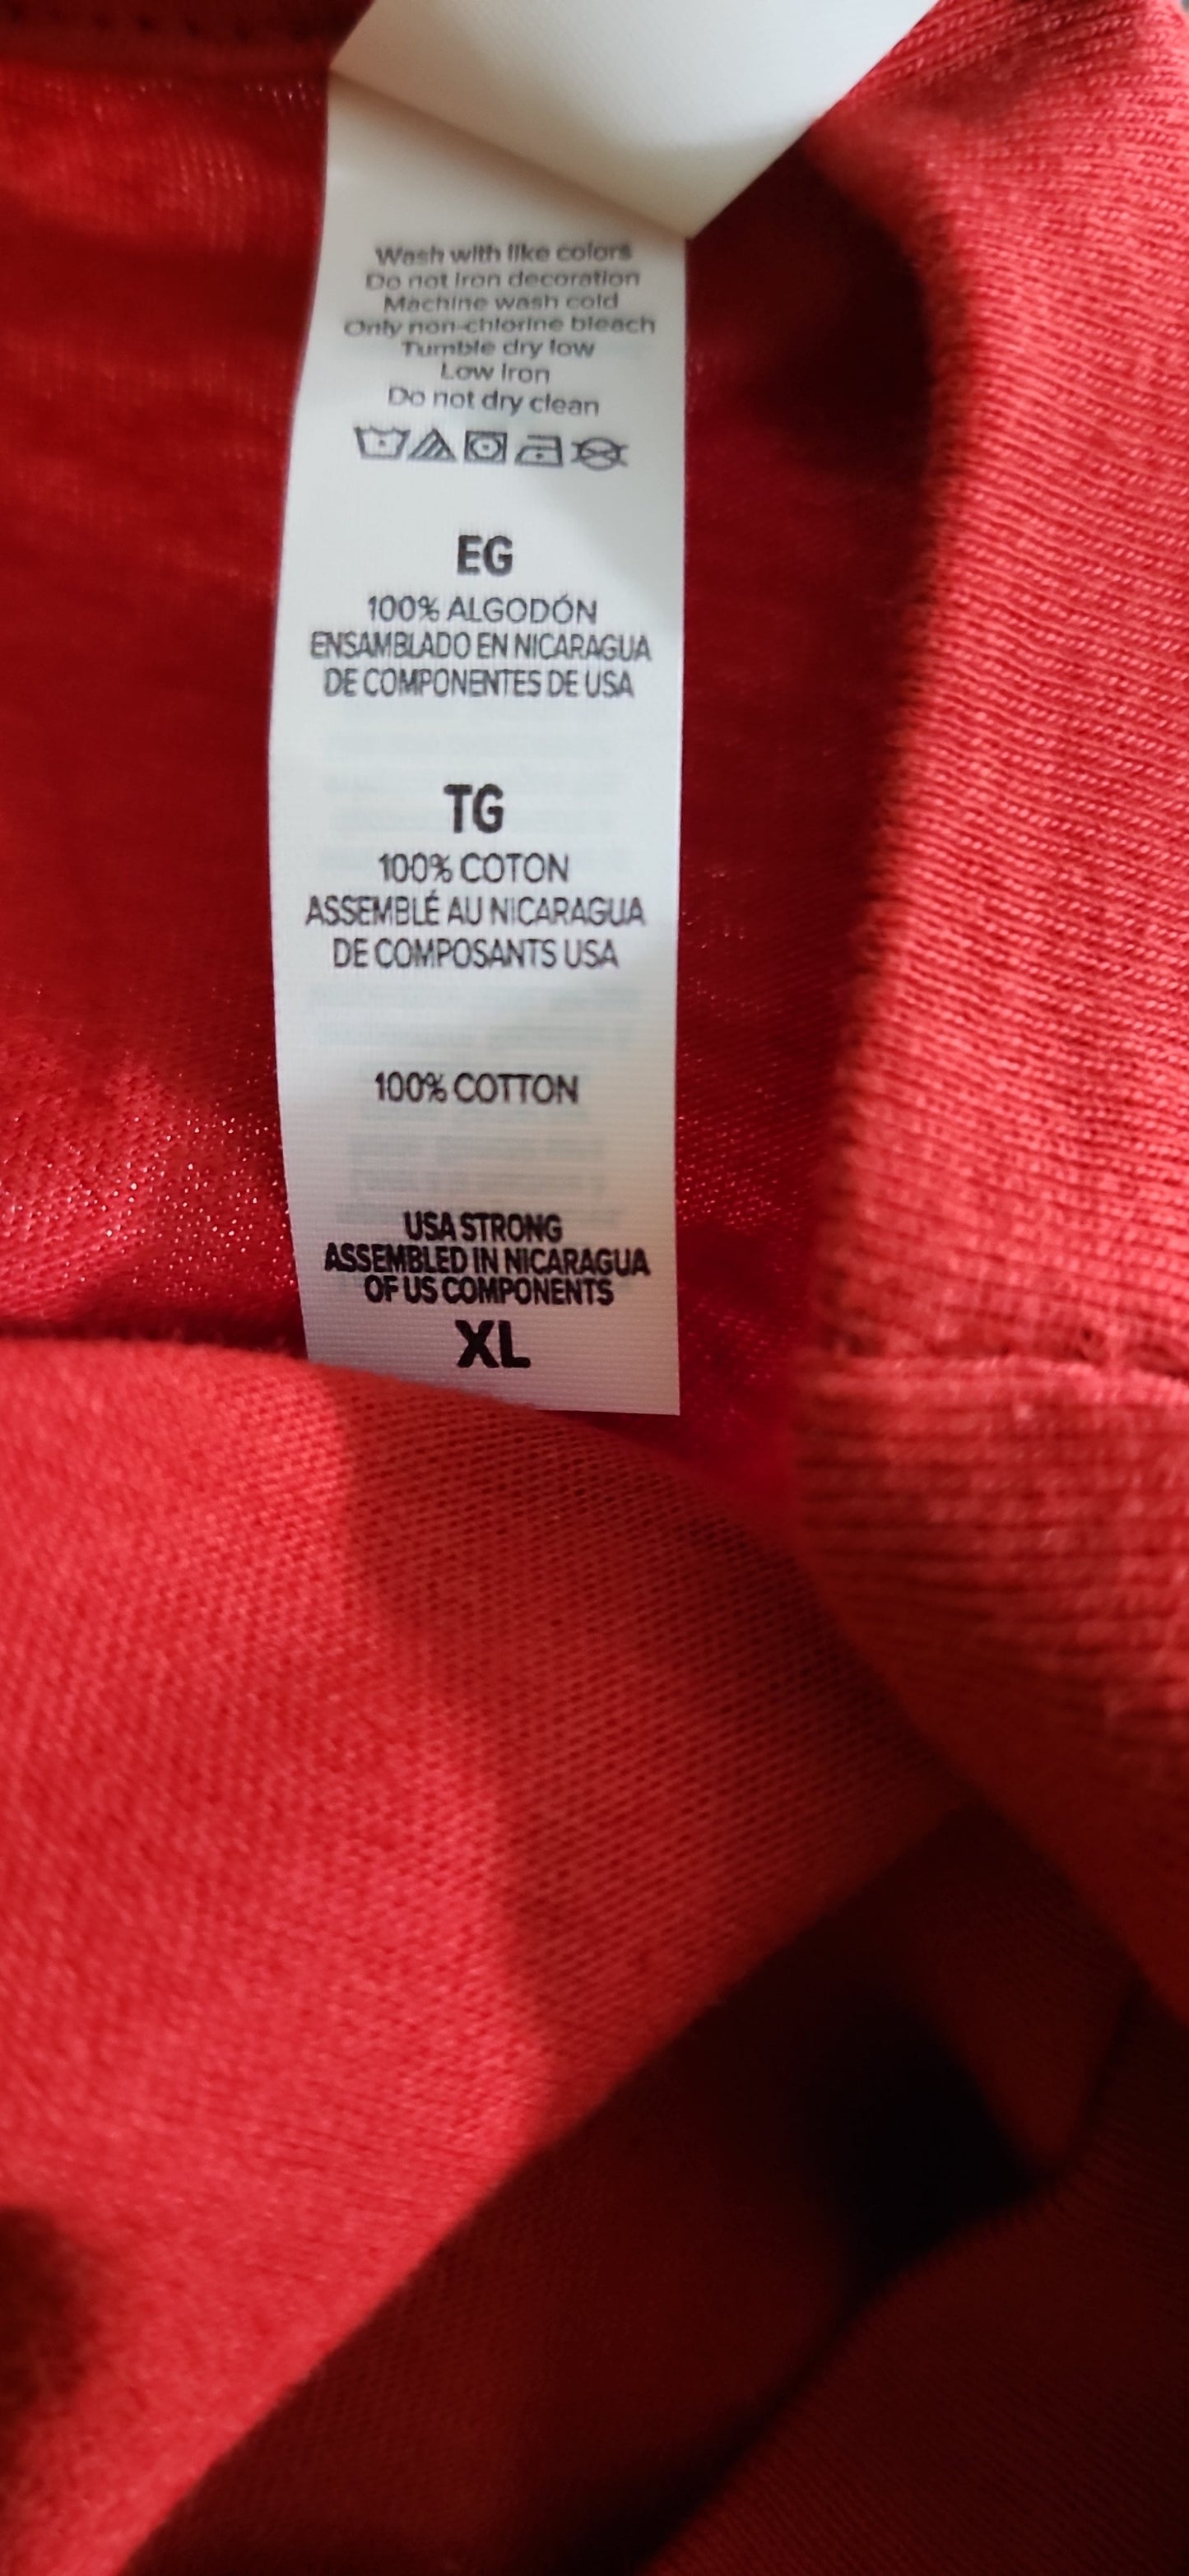 Wash with like colors
Do not iron decoration
Machine wash cold
Only non-chlorine bleach
Tumble dry low
Low Iron
Do not dry clean
EG
100% ALGODÓN
ENSAMBLADO EN NICARAGUA
DE COMPONENTES DE USA
TG
100% COTON
ASSEMBLÉ AU NICARAGUA
DE COMPOSANTS USA
100% COTTON
USA STRONG
ASSEMBLED IN NICARAGUA
OF US COMPONENTS
XL